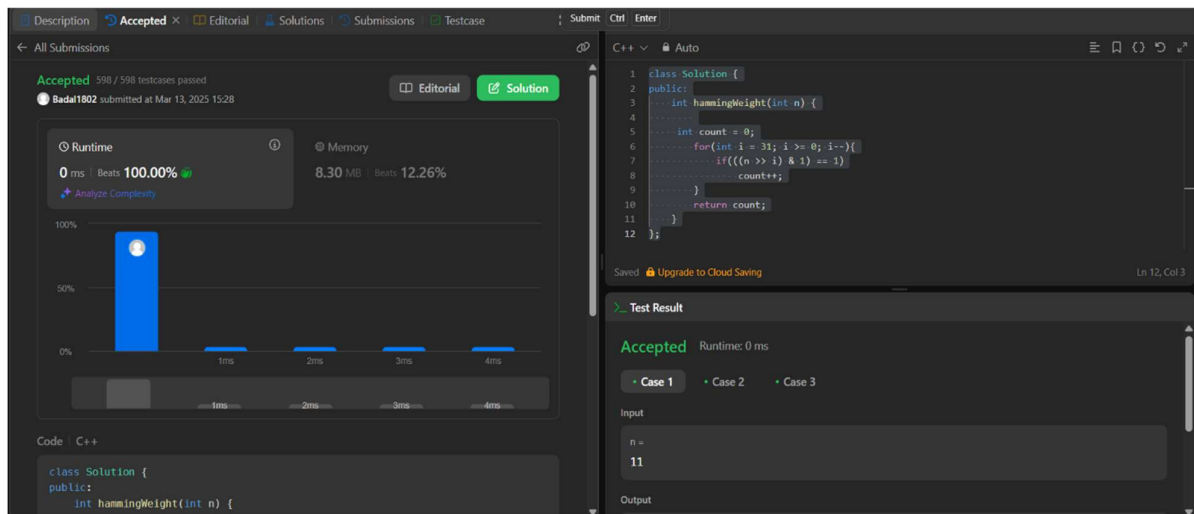 Description
Accepted
Editorial
Solutions
Submissions
Testcase
Submit Ctrl Enter
All Submissions
Accepted 598 / 598 testcases passed
Badal1802 submitted at Mar 13, 2025 15:28
Editorial
Solution
Runtime
0 ms Beats 100.00%
Analyze Complexity
Memory
8.30 MB Beats 12.26%
100%
50%
0%
1ms 2ms 3ms 4ms
1ms 2ms 3ms 4ms
Code C++
class Solution {
public:
int hammingWeight(int n) {
C++ Auto
1 class Solution {
2 public:
3 int hammingWeight(int n) {
4
5 int count = 0;
6 for(int i = 31; i >= 0; i--){
7 if(((n >> i) & 1) == 1)
8 count++;
9 }
10 return count;
11 }
12 };
Saved Upgrade to Cloud Saving
Ln 12, Col 3
>_ Test Result
Accepted Runtime: 0 ms
Case 1 Case 2 Case 3
Input
n =
11
Output